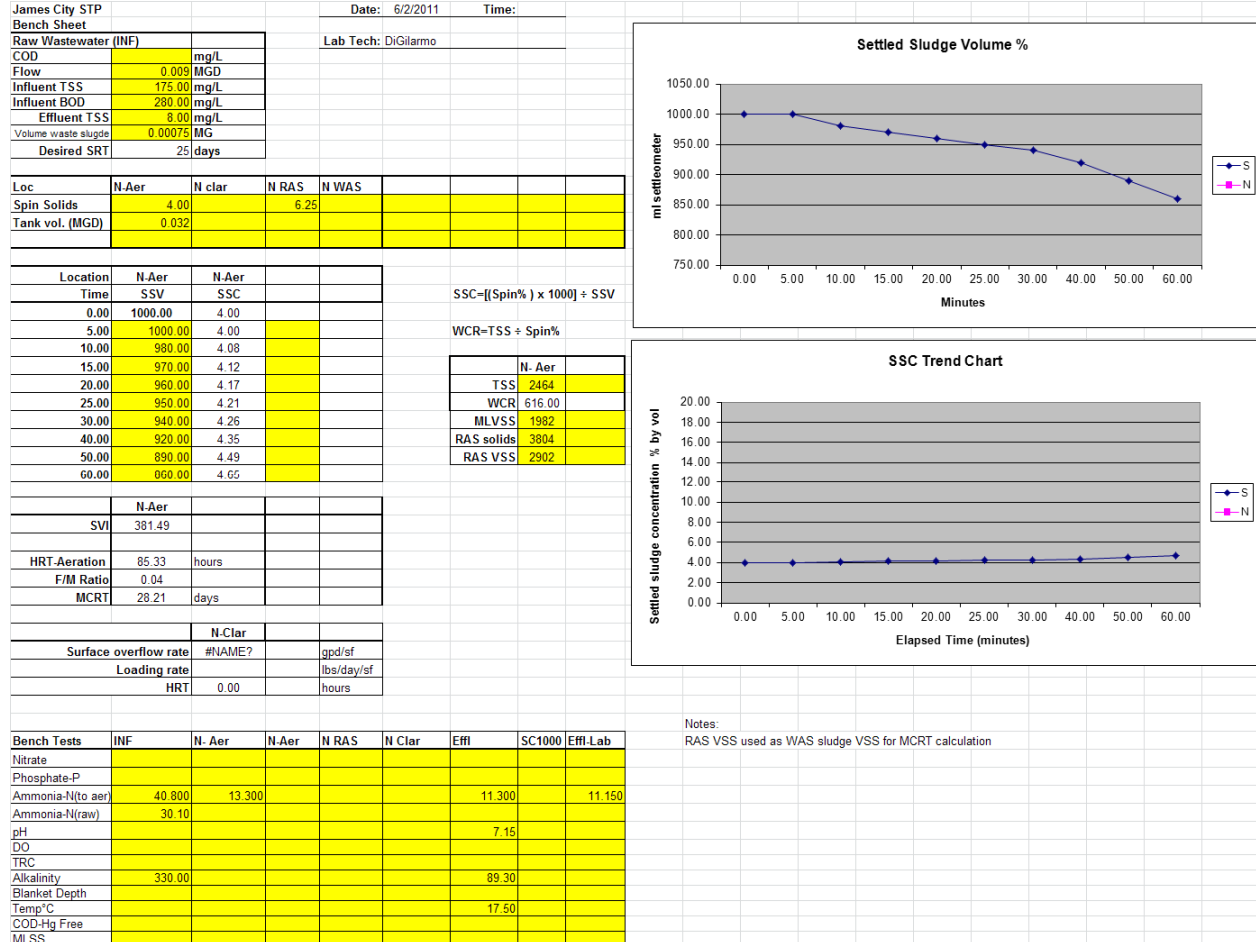 James City STP Date: 6/2/2011 Time:
Bench Sheet
Raw Wastewater (INF) Lab Tech: DiGilarmo
COD mg/L
Flow 0.009 MGD
Influent TSS 175.00 mg/L
Influent BOD 280.00 mg/L
Effluent TSS 8.00 mg/L
Volume waste slugde 0.00075 MG
Desired SRT 25 days
Loc N-Aer N clar N RAS N WAS
Spin Solids 4.00 6.25
Tank vol. (MGD) 0.032
Location N-Aer N-Aer
Time SSV SSC SSC=[(Spin% ) x 1000] ÷ SSV
0.00 1000.00 4.00
5.00 1000.00 4.00 WCR=TSS ÷ Spin%
10.00 980.00 4.08
15.00 970.00 4.12 N- Aer
20.00 960.00 4.17 TSS 2464
25.00 950.00 4.21 WCR 616.00
30.00 940.00 4.26 MLVSS 1982
40.00 920.00 4.35 RAS solids 3804
50.00 890.00 4.49 RAS VSS 2902
60.00 860.00 4.65
N-Aer
SVI 381.49
HRT-Aeration 85.33 hours
F/M Ratio 0.04
MCRT 28.21 days
N-Clar
Surface overflow rate #NAME? gpd/sf
Loading rate lbs/day/sf
HRT 0.00 hours
Bench Tests INF N- Aer N-Aer N RAS N Clar Effl SC1000 Effl-Lab
Nitrate
Phosphate-P
Ammonia-N(to aer) 40.800 13.300 11.300 11.150
Ammonia-N(raw) 30.10
pH 7.15
DO
TRC
Alkalinity 330.00 89.30
Blanket Depth
Temp°C 17.50
COD-Hg Free
MLSS
Settled Sludge Volume %
ml settleometer
1050.00
1000.00
950.00
900.00
850.00
800.00
750.00
0.00 5.00 10.00 15.00 20.00 25.00 30.00 40.00 50.00 60.00
Minutes
S
N
SSC Trend Chart
Settled sludge concentration % by vol
20.00
18.00
16.00
14.00
12.00
10.00
8.00
6.00
4.00
2.00
0.00
0.00 5.00 10.00 15.00 20.00 25.00 30.00 40.00 50.00 60.00
Elapsed Time (minutes)
S
N
Notes:
RAS VSS used as WAS sludge VSS for MCRT calculation